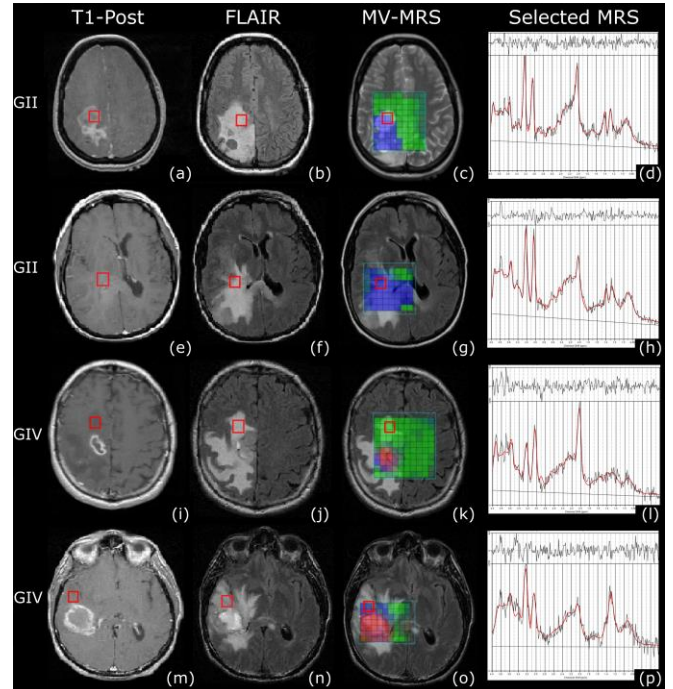 T1-Post FLAIR MV-MRS Selected MRS
GII
(a) (b) (c) (d)
GII
(e) (f) (g) (h)
GIV
(i) (j) (k) (l)
GIV
(m) (n) (o) (p)